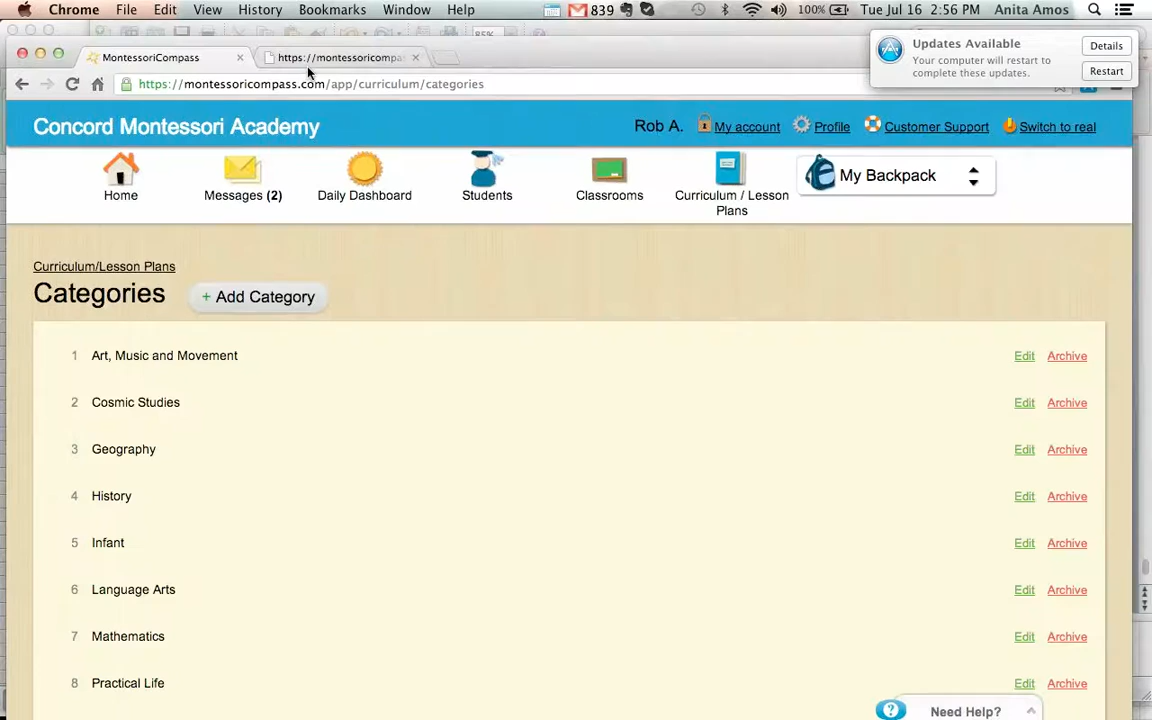 Chrome File Edit View History Bookmarks Window Help 839 100% Tue Jul 16 2:56 PM Anita Amos
85%
MontessoriCompass × https://montessoricompa ×
Updates Available
Your computer will restart to
complete these updates.
Details
Restart
https://montessoricompass.com/app/curriculum/categories
Concord Montessori Academy
Rob A. My account Profile Customer Support Switch to real
Home Messages (2) Daily Dashboard Students Classrooms Curriculum / Lesson
Plans
My Backpack
Curriculum/Lesson Plans
Categories + Add Category
1 Art, Music and Movement Edit Archive
2 Cosmic Studies Edit Archive
3 Geography Edit Archive
4 History Edit Archive
5 Infant Edit Archive
6 Language Arts Edit Archive
7 Mathematics Edit Archive
8 Practical Life Edit Archive
? Need Help?